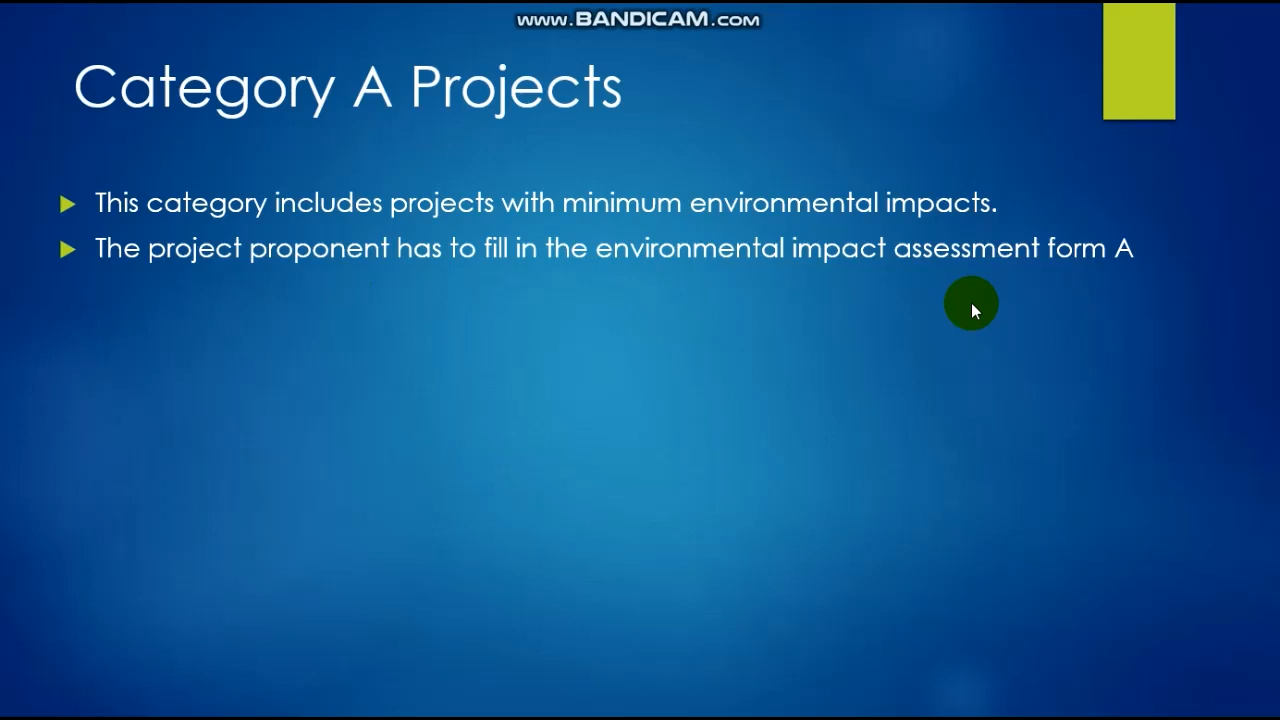 www.BANDICAM.com
Category A Projects
This category includes projects with minimum environmental impacts.
The project proponent has to fill in the environmental impact assessment form A